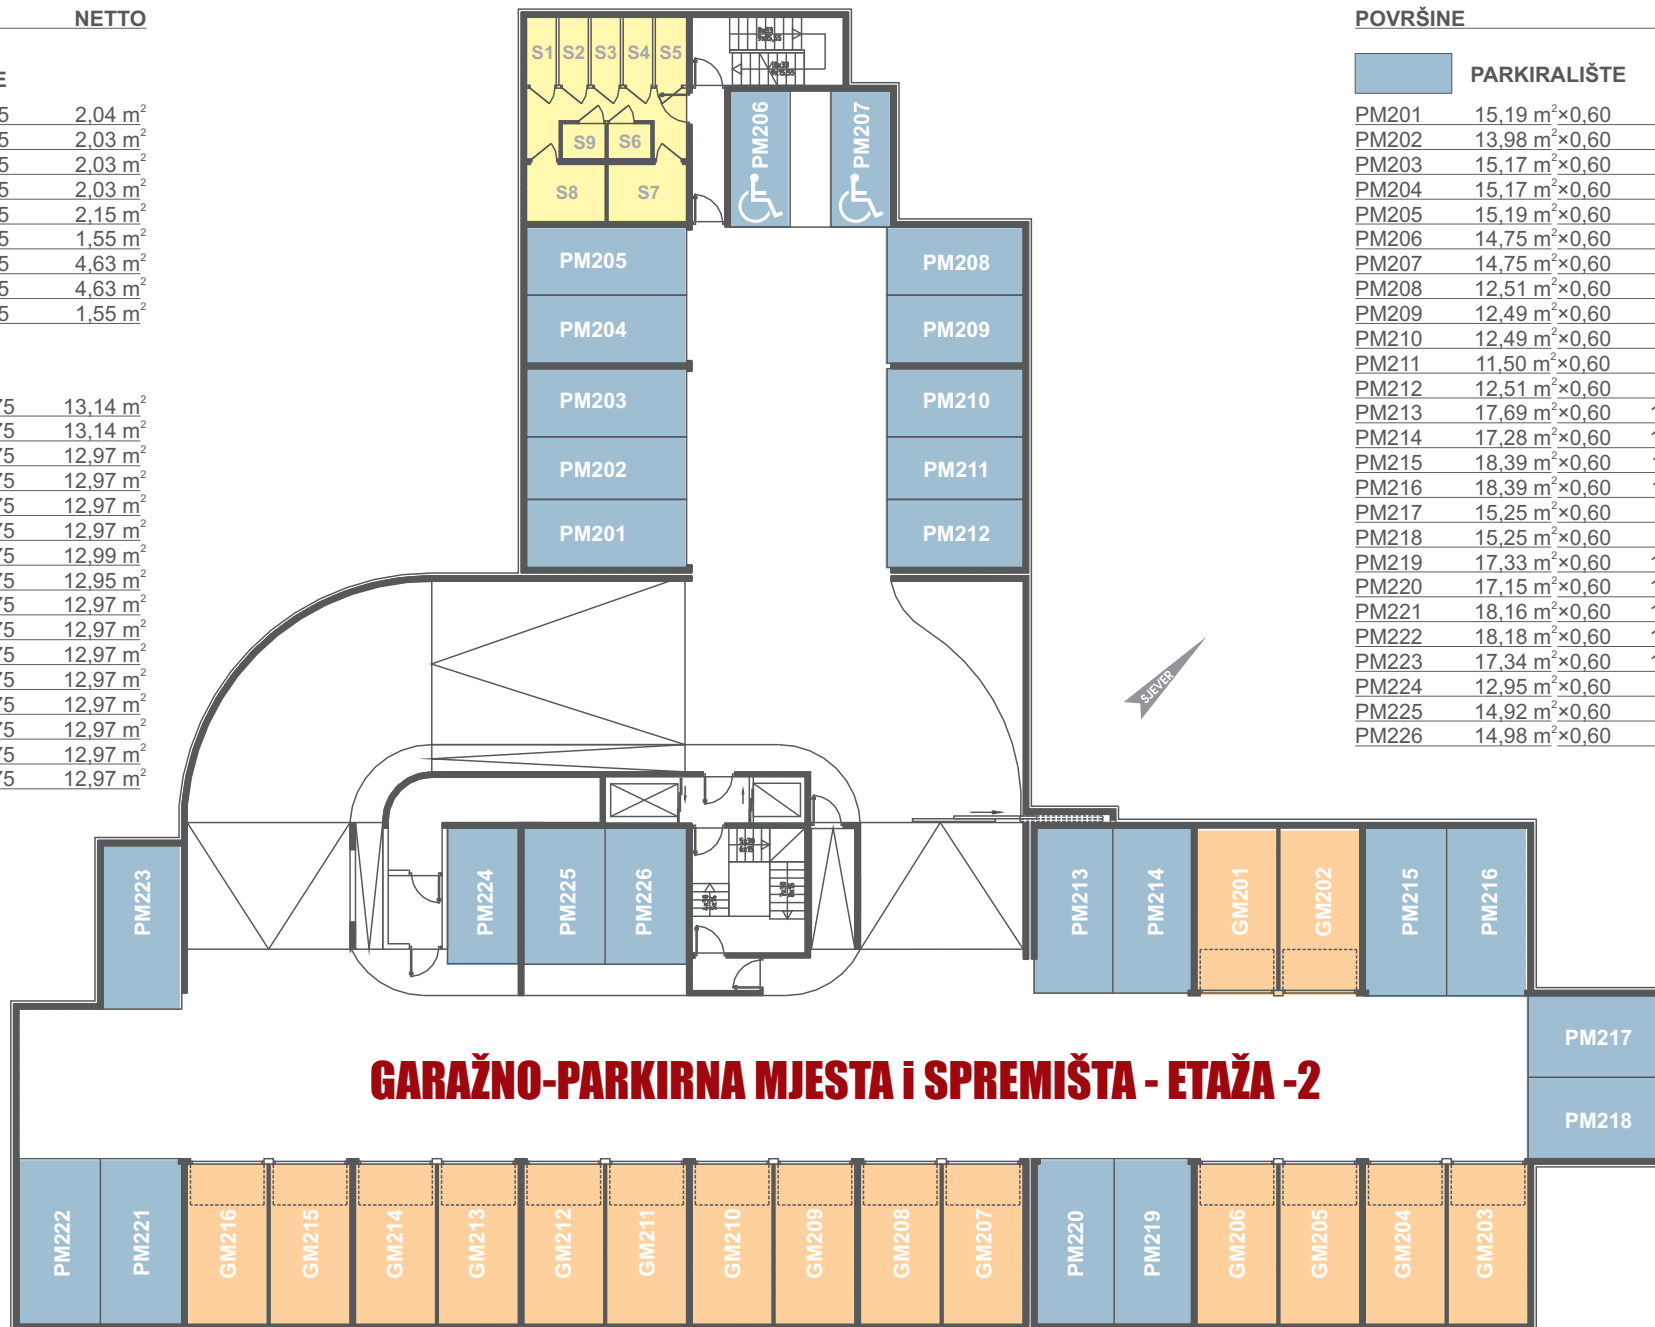 NETTO
E
5 2,04 m²
5 2,03 m²
5 2,03 m²
5 2,03 m²
5 2,15 m²
5 1,55 m²
5 4,63 m²
5 4,63 m²
5 1,55 m²
75 13,14 m²
75 13,14 m²
75 12,97 m²
75 12,97 m²
75 12,97 m²
75 12,97 m²
75 12,99 m²
75 12,95 m²
75 12,97 m²
75 12,97 m²
75 12,97 m²
75 12,97 m²
75 12,97 m²
75 12,97 m²
75 12,97 m²
75 12,97 m²
S1 S2 S3 S4 S5
S9 S6
S8 S7
PM206 PM207
PM205 PM208
PM204 PM209
PM203 PM210
PM202 PM211
PM201 PM212
SJEVER
PM223 PM224 PM225 PM226 PM213 PM214 GM201 GM202 PM215 PM216
PM217
PM218
GARAŽNO-PARKIRNA MJESTA i SPREMIŠTA - ETAŽA -2
PM222 PM221 GM216 GM215 GM214 GM213 GM212 GM211 GM210 GM209 GM208 GM207 PM220 PM219 GM206 GM205 GM204 GM203
POVRŠINE
PARKIRALIŠTE
PM201 15,19 m²×0,60
PM202 13,98 m²×0,60
PM203 15,17 m²×0,60
PM204 15,17 m²×0,60
PM205 15,19 m²×0,60
PM206 14,75 m²×0,60
PM207 14,75 m²×0,60
PM208 12,51 m²×0,60
PM209 12,49 m²×0,60
PM210 12,49 m²×0,60
PM211 11,50 m²×0,60
PM212 12,51 m²×0,60
PM213 17,69 m²×0,60
PM214 17,28 m²×0,60
PM215 18,39 m²×0,60
PM216 18,39 m²×0,60
PM217 15,25 m²×0,60
PM218 15,25 m²×0,60
PM219 17,33 m²×0,60
PM220 17,15 m²×0,60
PM221 18,16 m²×0,60
PM222 18,18 m²×0,60
PM223 17,34 m²×0,60
PM224 12,95 m²×0,60
PM225 14,92 m²×0,60
PM226 14,98 m²×0,60